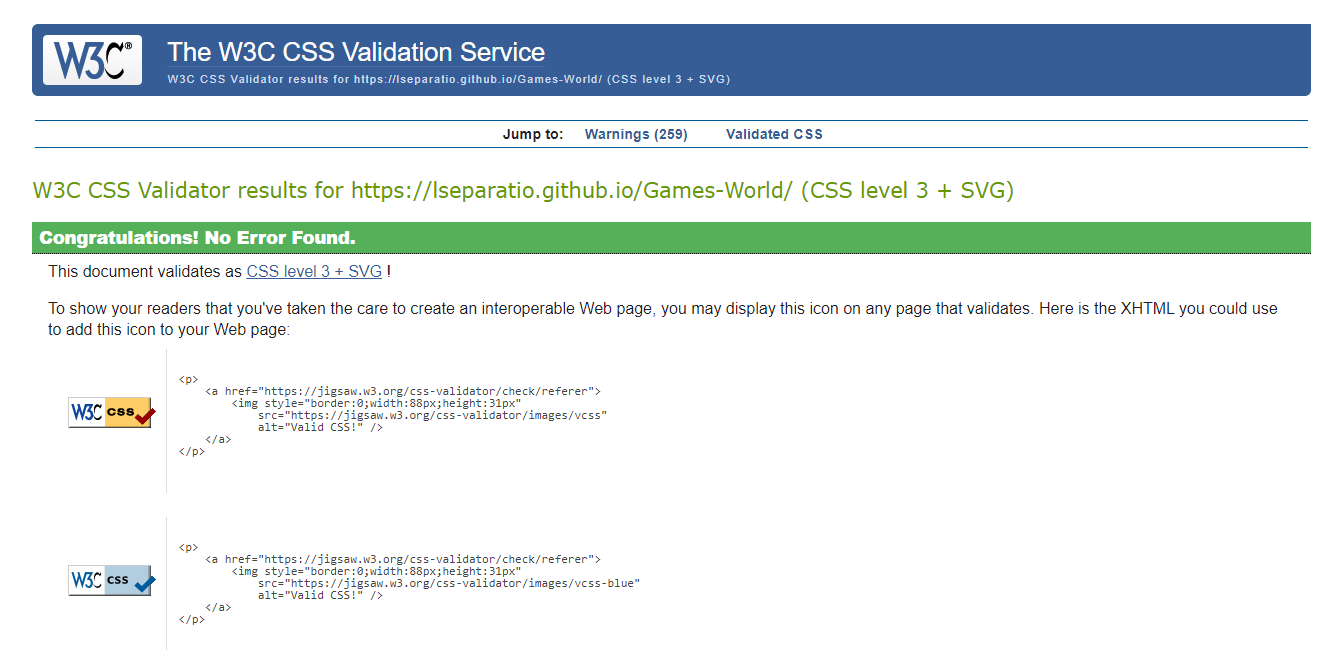 W3C®
The W3C CSS Validation Service
W3C CSS Validator results for https://lseparatio.github.io/Games-World/ (CSS level 3 + SVG)
Jump to: Warnings (259) Validated CSS
W3C CSS Validator results for https://lseparatio.github.io/Games-World/ (CSS level 3 + SVG)
Congratulations! No Error Found.
This document validates as CSS level 3 + SVG !
To show your readers that you've taken the care to create an interoperable Web page, you may display this icon on any page that validates. Here is the XHTML you could use
to add this icon to your Web page:
W3C css
<p>
    <a href="https://jigsaw.w3.org/css-validator/check/referer">
        <img style="border:0;width:88px;height:31px"
            src="https://jigsaw.w3.org/css-validator/images/vcss"
            alt="Valid CSS!" />
    </a>
</p>
W3C css
<p>
    <a href="https://jigsaw.w3.org/css-validator/check/referer">
        <img style="border:0;width:88px;height:31px"
            src="https://jigsaw.w3.org/css-validator/images/vcss-blue"
            alt="Valid CSS!" />
    </a>
</p>